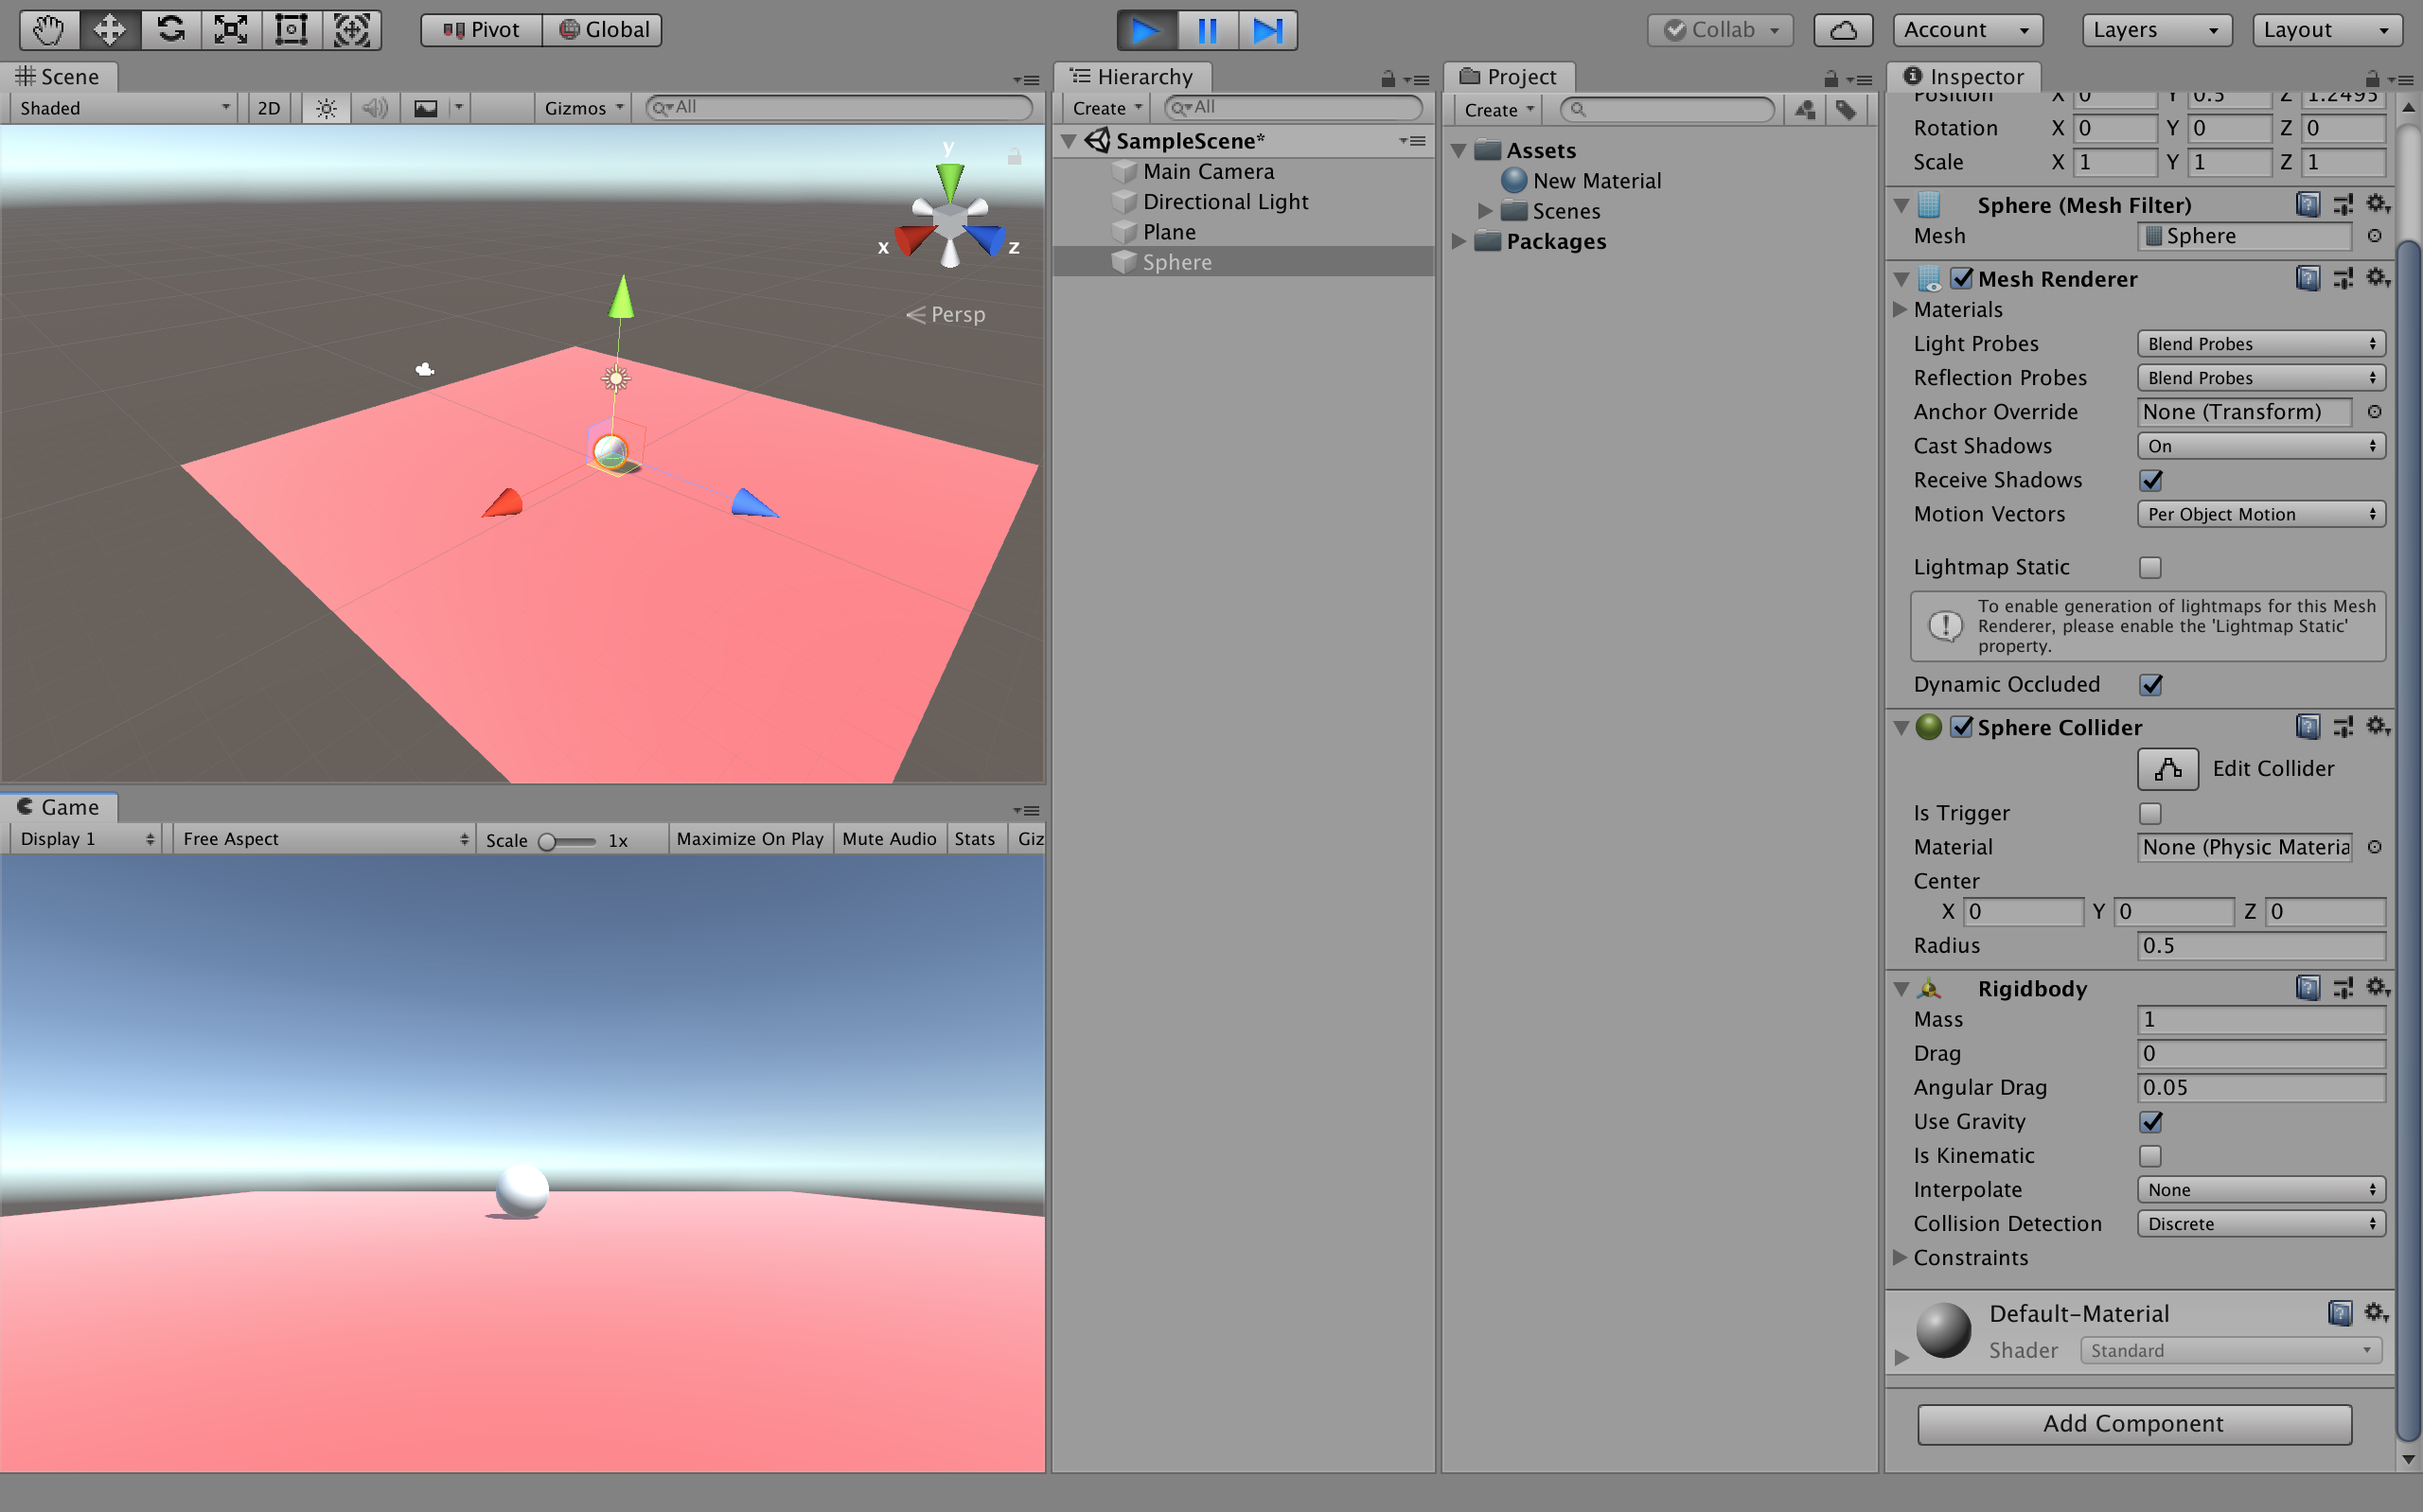 Pivot Global Collab Account Layers Layout
Scene
Shaded 2D Gizmos All
y
x z
Persp
Game
Display 1 Free Aspect Scale 1x Maximize On Play Mute Audio Stats Giz
Hierarchy
Create All
SampleScene*
Main Camera
Directional Light
Plane
Sphere
Project
Create
Assets
New Material
Scenes
Packages
Inspector
Position X 0 Y 0.5 Z 1.2495
Rotation X 0 Y 0 Z 0
Scale X 1 Y 1 Z 1
Sphere (Mesh Filter)
Mesh Sphere
Mesh Renderer
Materials
Light Probes Blend Probes
Reflection Probes Blend Probes
Anchor Override None (Transform)
Cast Shadows On
Receive Shadows
Motion Vectors Per Object Motion
Lightmap Static
To enable generation of lightmaps for this Mesh
Renderer, please enable the 'Lightmap Static'
property.
Dynamic Occluded
Sphere Collider
Edit Collider
Is Trigger
Material None (Physic Materia
Center
X 0 Y 0 Z 0
Radius 0.5
Rigidbody
Mass 1
Drag 0
Angular Drag 0.05
Use Gravity
Is Kinematic
Interpolate None
Collision Detection Discrete
Constraints
Default-Material
Shader Standard
Add Component